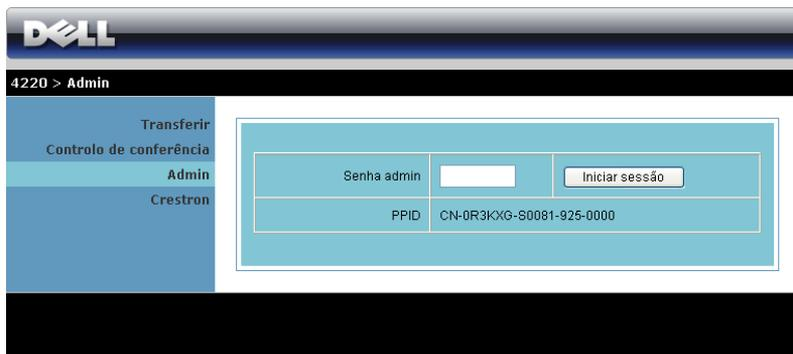 DELL
4220 > Admin
Transferir
Controlo de conferência
Admin
Crestron
Senha admin
Iniciar sessão
PPID
CN-0R3KXG-S0081-925-0000